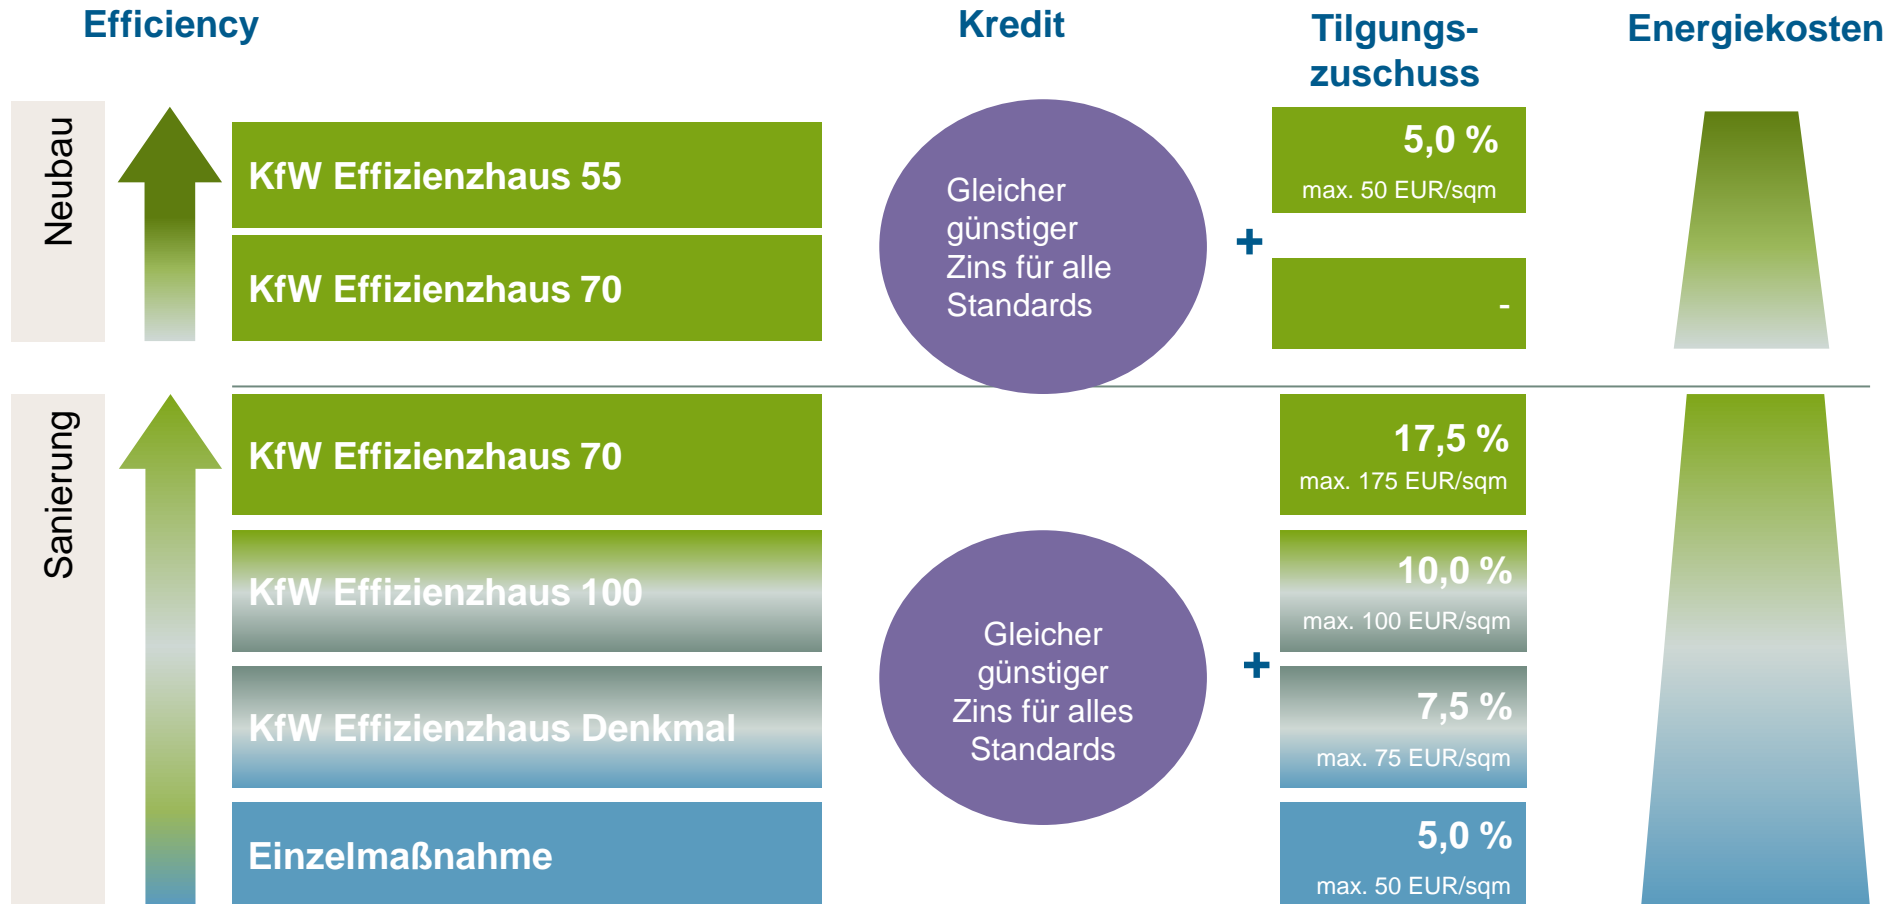 Efficiency
Kredit
Tilgungs-
zuschuss
Energiekosten
Neubau
KfW Effizienzhaus 55
KfW Effizienzhaus 70
Gleicher
günstiger
Zins für alle
Standards
+
5,0 %
max. 50 EUR/sqm
-
Sanierung
KfW Effizienzhaus 70
KfW Effizienzhaus 100
KfW Effizienzhaus Denkmal
Einzelmaßnahme
Gleicher
günstiger
Zins für alles
Standards
+
17,5 %
max. 175 EUR/sqm
10,0 %
max. 100 EUR/sqm
7,5 %
max. 75 EUR/sqm
5,0 %
max. 50 EUR/sqm